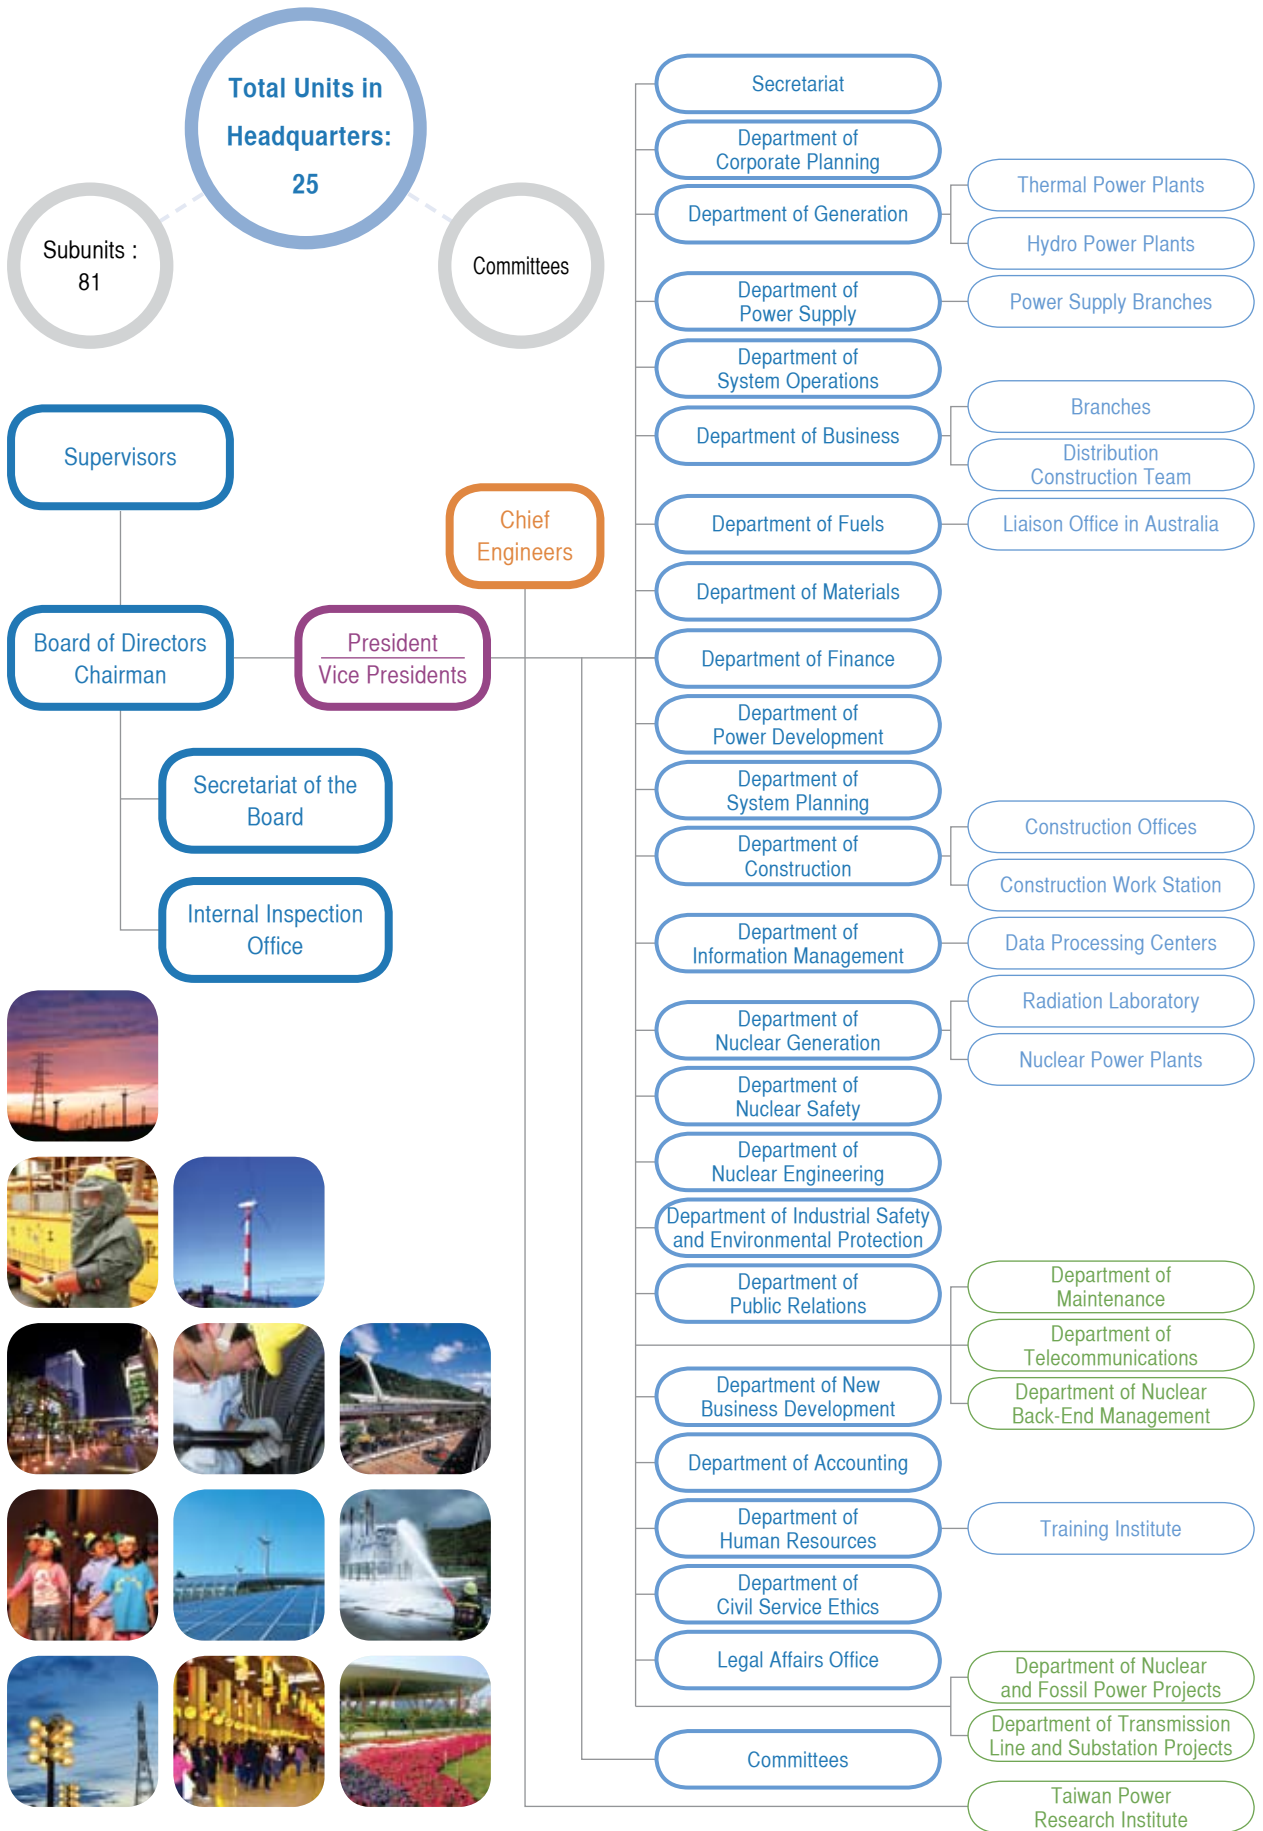 Total Units in
Headquarters:
25
Subunits :
81
Committees
Supervisors
Board of Directors
Chairman
Secretariat of the
Board
Internal Inspection
Office
President
Vice Presidents
Chief
Engineers
Secretariat
Department of
Corporate Planning
Department of Generation
Thermal Power Plants
Hydro Power Plants
Department of
Power Supply
Power Supply Branches
Department of
System Operations
Department of Business
Branches
Distribution
Construction Team
Department of Fuels
Liaison Office in Australia
Department of Materials
Department of Finance
Department of
Power Development
Department of
System Planning
Department of
Construction
Construction Offices
Construction Work Station
Department of
Information Management
Data Processing Centers
Department of
Nuclear Generation
Radiation Laboratory
Nuclear Power Plants
Department of
Nuclear Safety
Department of
Nuclear Engineering
Department of Industrial Safety
and Environmental Protection
Department of
Public Relations
Department of
Maintenance
Department of
Telecommunications
Department of Nuclear
Back-End Management
Department of New
Business Development
Department of Accounting
Department of
Human Resources
Training Institute
Department of
Civil Service Ethics
Legal Affairs Office
Department of Nuclear
and Fossil Power Projects
Department of Transmission
Line and Substation Projects
Committees
Taiwan Power
Research Institute